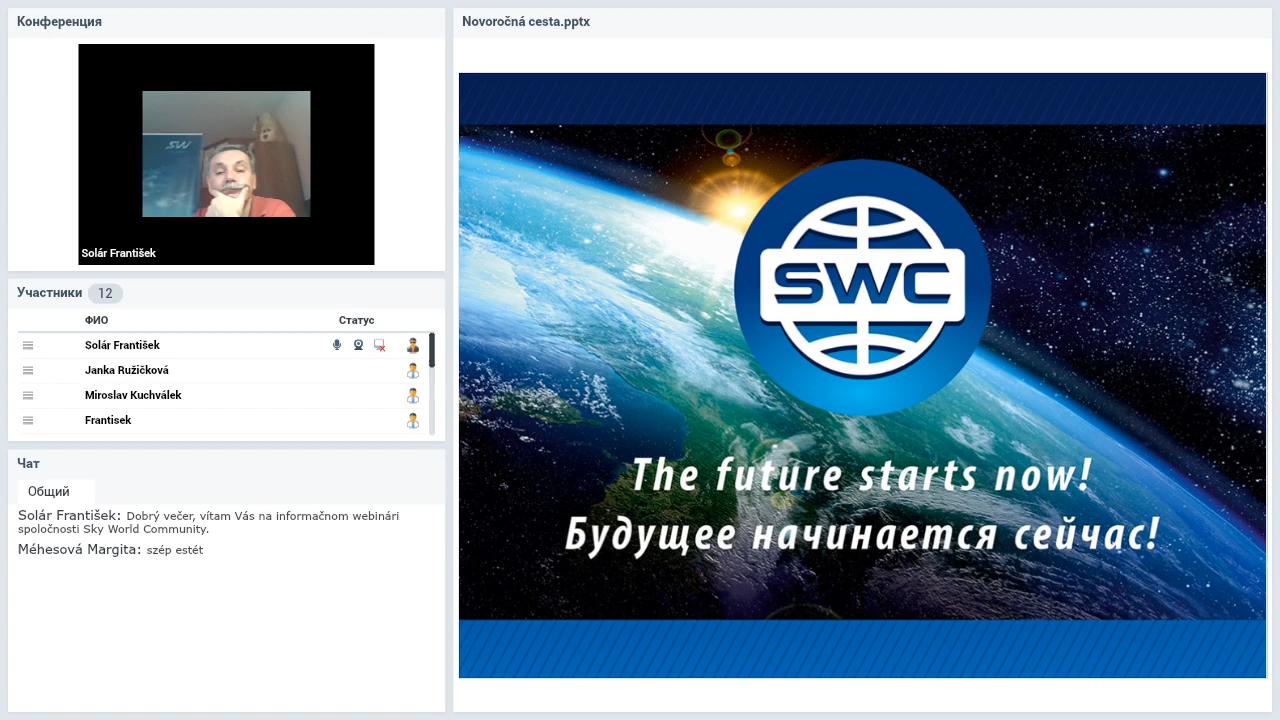 Конференция
SW
Solár František
Участники 12
ФИО Статус
Solár František
Janka Ružičková
Miroslav Kuchválek
Frantisek
Чат
Общий
Solár František: Dobrý večer, vítam Vás na informačnom webinári
spoločnosti Sky World Community.
Méhesová Margita: szép estét
Novoročná cesta.pptx
SWC
The future starts now!
Будущее начинается сейчас!